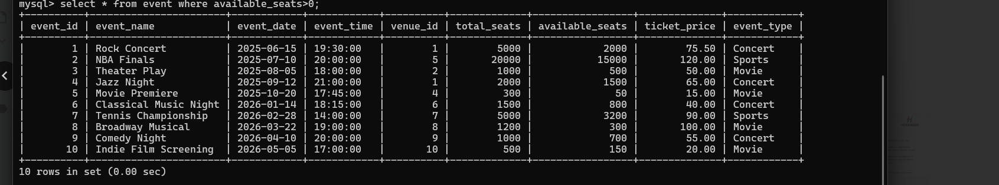 mysql> select * from event where available_seats>0;
+----------+-----------------------+------------+------------+----------+-------------+-----------------+--------------+------------+
| event_id | event_name            | event_date | event_time | venue_id | total_seats | available_seats | ticket_price | event_type |
+----------+-----------------------+------------+------------+----------+-------------+-----------------+--------------+------------+
|        1 | Rock Concert          | 2025-06-15 | 19:30:00   |        1 |        5000 |            2000 |        75.50 | Concert    |
|        2 | NBA Finals            | 2025-07-10 | 20:00:00   |        5 |       20000 |           15000 |       120.00 | Sports     |
|        3 | Theater Play          | 2025-08-05 | 18:00:00   |        2 |        1000 |             500 |        50.00 | Movie      |
|        4 | Jazz Night            | 2025-09-12 | 21:00:00   |        1 |        2000 |            1500 |        65.00 | Concert    |
|        5 | Movie Premiere        | 2025-10-20 | 17:45:00   |        4 |         300 |              50 |        15.00 | Movie      |
|        6 | Classical Music Night | 2026-01-14 | 18:15:00   |        6 |        1500 |             800 |        40.00 | Concert    |
|        7 | Tennis Championship   | 2026-02-28 | 14:00:00   |        7 |        5000 |            3200 |        90.00 | Sports     |
|        8 | Broadway Musical      | 2026-03-22 | 19:00:00   |        8 |        1200 |             300 |       100.00 | Movie      |
|        9 | Comedy Night          | 2026-04-10 | 20:00:00   |        9 |        1000 |             700 |        55.00 | Concert    |
|       10 | Indie Film Screening  | 2026-05-05 | 17:00:00   |       10 |         500 |             150 |        20.00 | Movie      |
+----------+-----------------------+------------+------------+----------+-------------+-----------------+--------------+------------+
10 rows in set (0.00 sec)